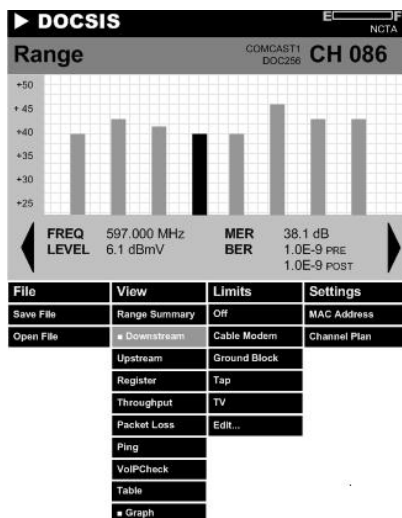 DOCSIS
E F
NCTA
Range
COMCAST1
DOC256
CH 086
+50
+ 45
+40
+35
+30
+25
FREQ 597.000 MHz MER 38.1 dB
LEVEL 6.1 dBmV BER 1.0E-9 PRE
1.0E-9 POST
File View Limits Settings
Save File Range Summary Off MAC Address
Open File Downstream Cable Modem Channel Plan
Upstream Ground Block
Register Tap
Throughput TV
Packet Loss Edit...
Ping
VoIPCheck
Table
Graph